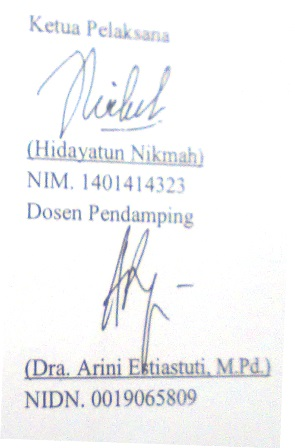 Ketua Pelaksana
(Hidayatun Nikmah)
NIM. 1401414323
Dosen Pendamping
(Dra. Arini Estiastuti, M.Pd.)
NIDN. 0019065809